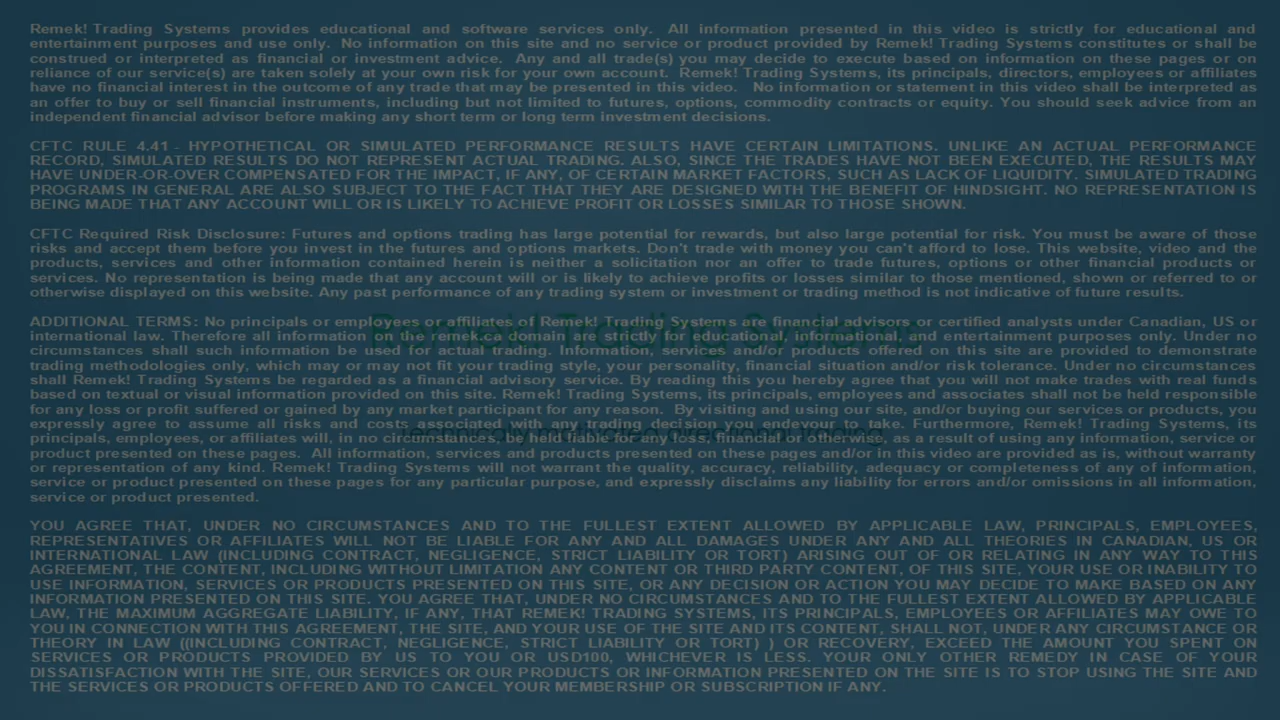 Remek! Trading Systems provides educational and software services only. All information presented in this video is strictly for educational and
entertainment purposes and use only. No information on this site and no service or product provided by Remek! Trading Systems constitutes or shall be
construed or interpreted as financial or investment advice. Any and all trade(s) you may decide to execute based on information on these pages or on
reliance of our service(s) are taken solely at your own risk for your own account. Remek! Trading Systems, its principals, directors, employees or affiliates
have no financial interest in the outcome of any trade that may be presented in this video. No information or statement in this video shall be interpreted as
an offer to buy or sell financial instruments, including but not limited to futures, options, commodity contracts or equity. You should seek advice from an
independent financial advisor before making any short term or long term investment decisions.
CFTC RULE 4.41 - HYPOTHETICAL OR SIMULATED PERFORMANCE RESULTS HAVE CERTAIN LIMITATIONS. UNLIKE AN ACTUAL PERFORMANCE
RECORD, SIMULATED RESULTS DO NOT REPRESENT ACTUAL TRADING. ALSO, SINCE THE TRADES HAVE NOT BEEN EXECUTED, THE RESULTS MAY
HAVE UNDER-OR-OVER COMPENSATED FOR THE IMPACT, IF ANY, OF CERTAIN MARKET FACTORS, SUCH AS LACK OF LIQUIDITY. SIMULATED TRADING
PROGRAMS IN GENERAL ARE ALSO SUBJECT TO THE FACT THAT THEY ARE DESIGNED WITH THE BENEFIT OF HINDSIGHT. NO REPRESENTATION IS
BEING MADE THAT ANY ACCOUNT WILL OR IS LIKELY TO ACHIEVE PROFIT OR LOSSES SIMILAR TO THOSE SHOWN.
CFTC Required Risk Disclosure: Futures and options trading has large potential for rewards, but also large potential for risk. You must be aware of those
risks and accept them before you invest in the futures and options markets. Don't trade with money you can't afford to lose. This website, video and the
products, services and other information contained herein is neither a solicitation nor an offer to trade futures, options or other financial products or
services. No representation is being made that any account will or is likely to achieve profits or losses similar to those mentioned, shown or referred to or
otherwise displayed on this website. Any past performance of any trading system or investment or trading method is not indicative of future results.
ADDITIONAL TERMS: No principals or employees or affiliates of Remek! Trading Systems are financial advisors or certified analysts under Canadian, US or
Remek! Trading Systems
international law. Therefore all information on the remekca domain are strictly for educational, informational, and entertainment purposes only. Under no
circumstances shall such information be used for actual trading. Information, services and/or products offered on this site are provided to demonstrate
trading methodologies only, which may or may not fit your trading style, your personality, financial situation and/or risk tolerance. Under no circumstances
shall Remek! Trading Systems be regarded as a financial advisory service. By reading this you hereby agree that you will not make trades with real funds
based on textual or visual information provided on this site. Remek! Trading Systems, its principals, employees and associates shall not be held responsible
for any loss or profit suffered or gained by any market participant for any reason. By visiting and using our site, and/or buying our services or products, you
expressly agree to assume all risks and costs associated with any trading decision you make. Furthermore, Remek! Trading Systems, its
technically motivated directional trading
principals, employees, or affiliates will, in no circumstances, be held liable for any loss, financial or otherwise, as a result of using any information, service or
product presented on these pages. All information, services and products presented on these pages and/or in this video are provided as is, without warranty
or representation of any kind. Remek! Trading Systems will not warrant the quality, accuracy, reliability, adequacy or completeness of any of information,
service or product presented on these pages for any particular purpose, and expressly disclaims any liability for errors and/or omissions in all information,
service or product presented.
YOU AGREE THAT, UNDER NO CIRCUMSTANCES AND TO THE FULLEST EXTENT ALLOWED BY APPLICABLE LAW, PRINCIPALS, EMPLOYEES,
REPRESENTATIVES OR AFFILIATES WILL NOT BE LIABLE FOR ANY AND ALL DAMAGES UNDER ANY AND ALL THEORIES IN CANADIAN, US OR
INTERNATIONAL LAW (INCLUDING CONTRACT, NEGLIGENCE, STRICT LIABILITY OR TORT) ARISING OUT OF OR RELATING IN ANY WAY TO THIS
AGREEMENT, THE CONTENT, INCLUDING WITHOUT LIMITATION ANY CONTENT OR THIRD PARTY CONTENT, OF THIS SITE, YOUR USE OR INABILITY TO
USE INFORMATION, SERVICES OR PRODUCTS PRESENTED ON THIS SITE, OR ANY DECISION OR ACTION YOU MAY DECIDE TO MAKE BASED ON ANY
INFORMATION PRESENTED ON THIS SITE. YOU AGREE THAT, UNDER NO CIRCUMSTANCES AND TO THE FULLEST EXTENT ALLOWED BY APPLICABLE
LAW, THE MAXIMUM AGGREGATE LIABILITY, IF ANY, THAT REMEK! TRADING SYSTEMS, ITS PRINCIPALS, EMPLOYEES OR AFFILIATES MAY OWE TO
YOU IN CONNECTION WITH THIS AGREEMENT, THE SITE, AND YOUR USE OF THE SITE AND ITS CONTENT, SHALL NOT, UNDER ANY CIRCUMSTANCE OR
THEORY IN LAW ((INCLUDING CONTRACT, NEGLIGENCE, STRICT LIABILITY OR TORT) ) OR RECOVERY, EXCEED THE AMOUNT YOU SPENT ON
SERVICES OR PRODUCTS PROVIDED BY US TO YOU OR USD100, WHICHEVER IS LESS. YOUR ONLY OTHER REMEDY IN CASE OF YOUR
DISSATISFACTION WITH THE SITE, OUR SERVICES OR OUR PRODUCTS OR INFORMATION PRESENTED ON THE SITE IS TO STOP USING THE SITE AND
THE SERVICES OR PRODUCTS OFFERED AND TO CANCEL YOUR MEMBERSHIP OR SUBSCRIPTION IF ANY.